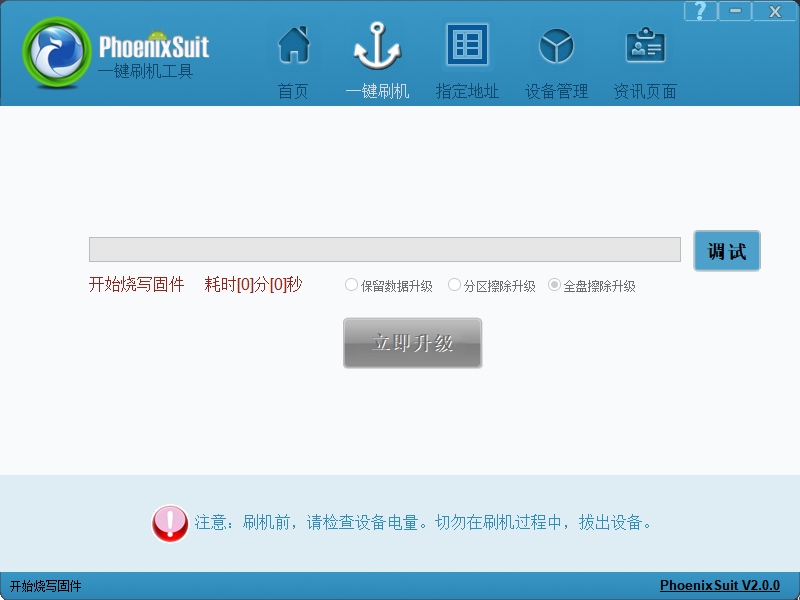 PhoenixSuit
一键刷机工具
首页
一键刷机
指定地址
设备管理
资讯页面
?
调试
开始烧写固件 耗时[0]分[0]秒 保留数据升级 分区擦除升级 全盘擦除升级
立即升级
注意：刷机前，请检查设备电量。切勿在刷机过程中，拔出设备。
开始烧写固件
PhoenixSuit V2.0.0